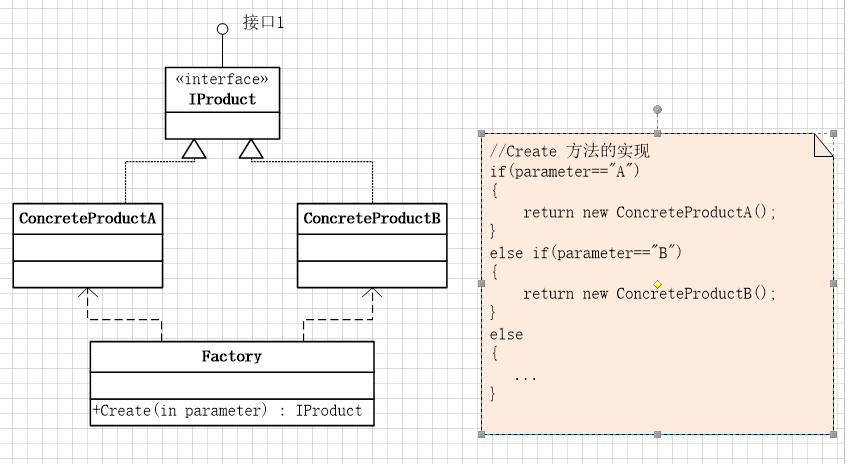 接口1
«interface»
IProduct
ConcreteProductA
ConcreteProductB
Factory
+Create(in parameter) : IProduct
//Create 方法的实现
if(parameter=="A")
{
    return new ConcreteProductA();
}
else if(parameter=="B")
{
    return new ConcreteProductB();
}
else
{
   ...
}